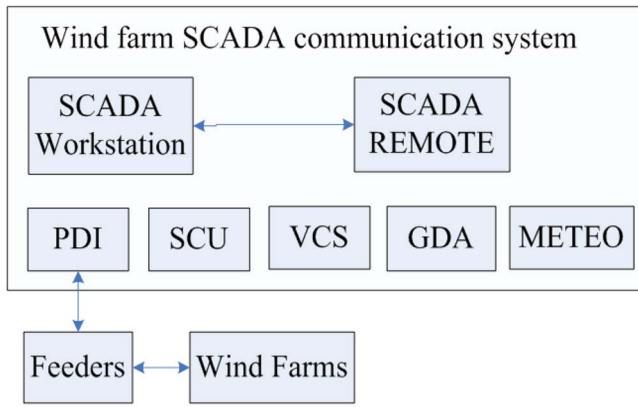 Wind farm SCADA communication system
SCADA
Workstation
SCADA
REMOTE
PDI
SCU
VCS
GDA
METEO
Feeders
Wind Farms